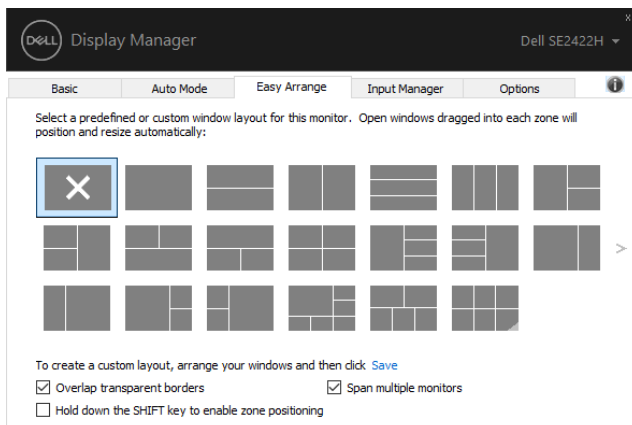 x
DELL Display Manager Dell SE2422H
Basic Auto Mode Easy Arrange Input Manager Options i
Select a predefined or custom window layout for this monitor. Open windows dragged into each zone will
position and resize automatically:
To create a custom layout, arrange your windows and then click Save
Overlap transparent borders Span multiple monitors
Hold down the SHIFT key to enable zone positioning